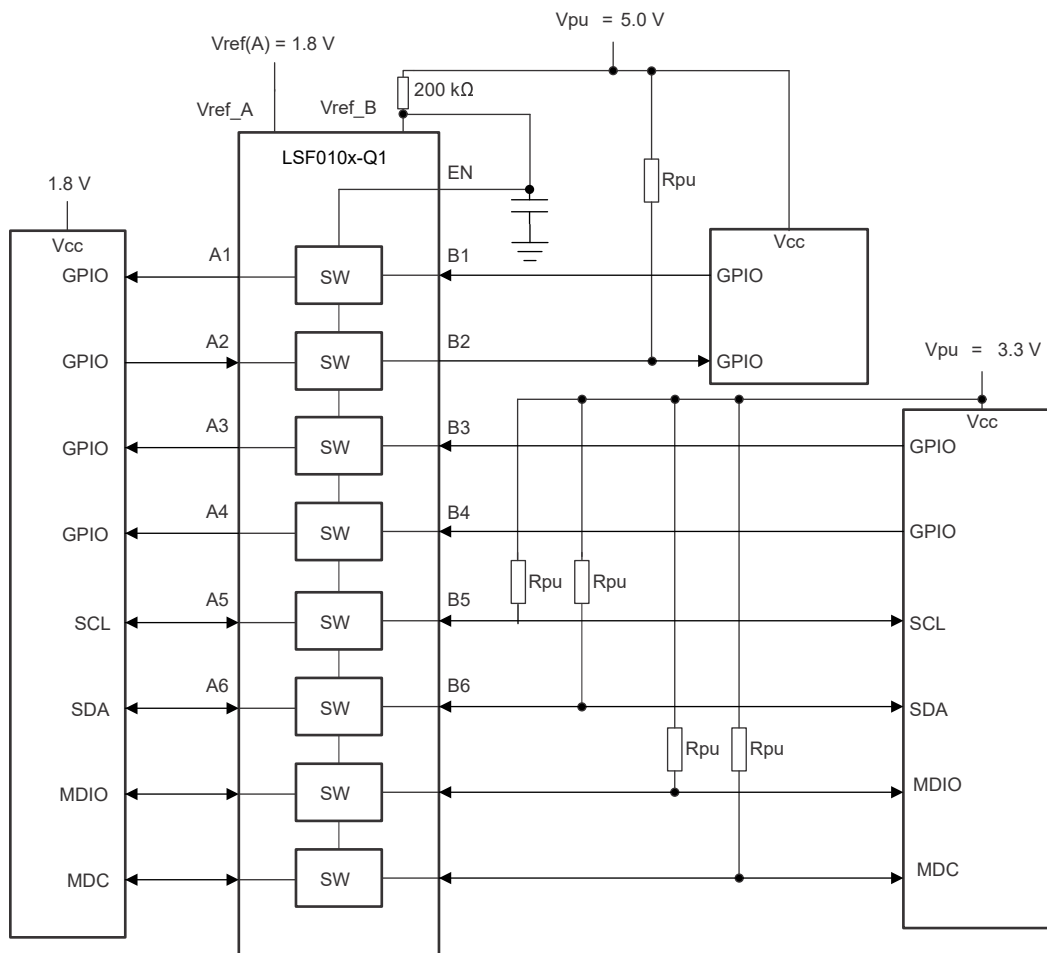 Vpu = 5.0 V
Vref(A) = 1.8 V
200 kΩ
Vref_A
Vref_B
LSF010x-Q1
EN
Rpu
1.8 V
Vcc
Vcc
GPIO
A1
SW
B1
GPIO
GPIO
A2
SW
B2
GPIO
Vpu = 3.3 V
Vcc
GPIO
A3
SW
B3
GPIO
GPIO
A4
SW
B4
GPIO
Rpu
Rpu
SCL
A5
SW
B5
SCL
SDA
A6
SW
B6
SDA
Rpu
Rpu
MDIO
SW
MDIO
MDC
SW
MDC